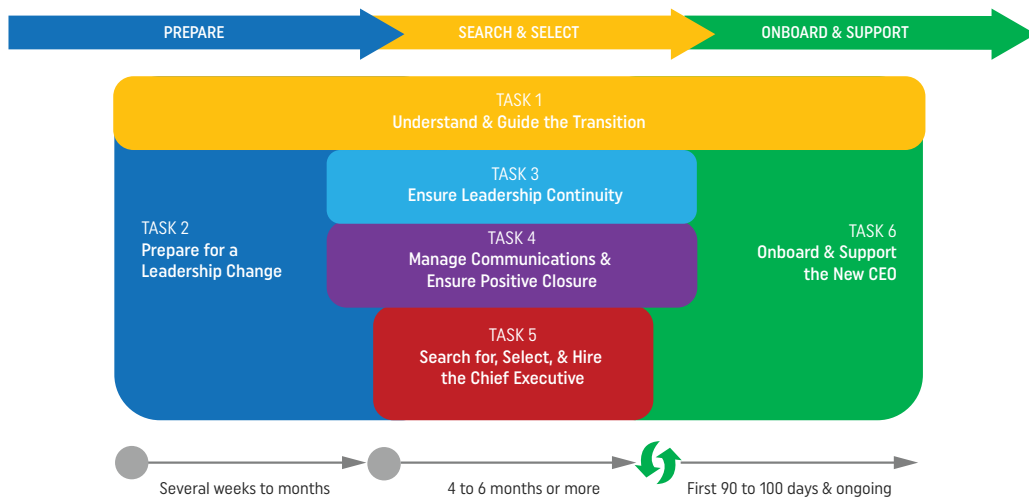 PREPARE
SEARCH & SELECT
ONBOARD & SUPPORT
TASK 1
Understand & Guide the Transition
TASK 3
Ensure Leadership Continuity
TASK 2
Prepare for a
Leadership Change
TASK 4
Manage Communications &
Ensure Positive Closure
TASK 6
Onboard & Support
the New CEO
TASK 5
Search for, Select, & Hire
the Chief Executive
Several weeks to months
4 to 6 months or more
First 90 to 100 days & ongoing